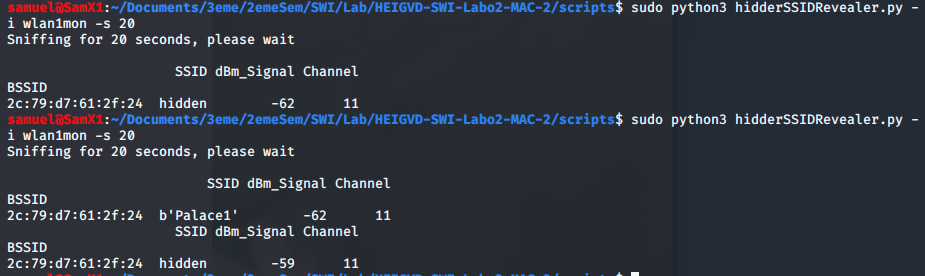 samuel@SamX1:~/Documents/3eme/2emeSem/SWI/Lab/HEIGVD-SWI-Labo2-MAC-2/scripts$ sudo python3 hidderSSIDRevealer.py -
i wlan1mon -s 20
Sniffing for 20 seconds, please wait
SSID dBm_Signal Channel
BSSID
2c:79:d7:61:2f:24 hidden -62 11
samuel@SamX1:~/Documents/3eme/2emeSem/SWI/Lab/HEIGVD-SWI-Labo2-MAC-2/scripts$ sudo python3 hidderSSIDRevealer.py -
i wlan1mon -s 20
Sniffing for 20 seconds, please wait
SSID dBm_Signal Channel
BSSID
2c:79:d7:61:2f:24 b'Palace1' -62 11
SSID dBm_Signal Channel
BSSID
2c:79:d7:61:2f:24 hidden -59 11